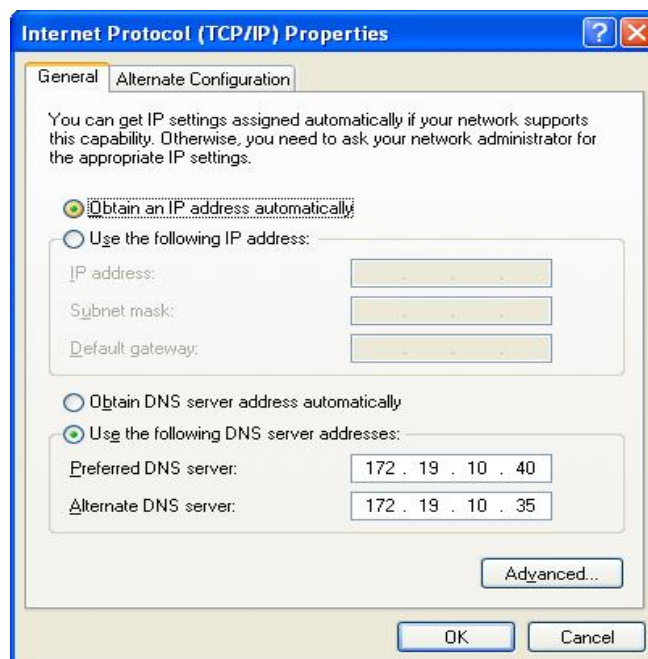 Internet Protocol (TCP/IP) Properties
General
Alternate Configuration
You can get IP settings assigned automatically if your network supports
this capability. Otherwise, you need to ask your network administrator for
the appropriate IP settings.
Obtain an IP address automatically
Use the following IP address:
IP address:
Subnet mask:
Default gateway:
Obtain DNS server address automatically
Use the following DNS server addresses:
Preferred DNS server: 172 . 19 . 10 . 40
Alternate DNS server: 172 . 19 . 10 . 35
Advanced...
OK Cancel